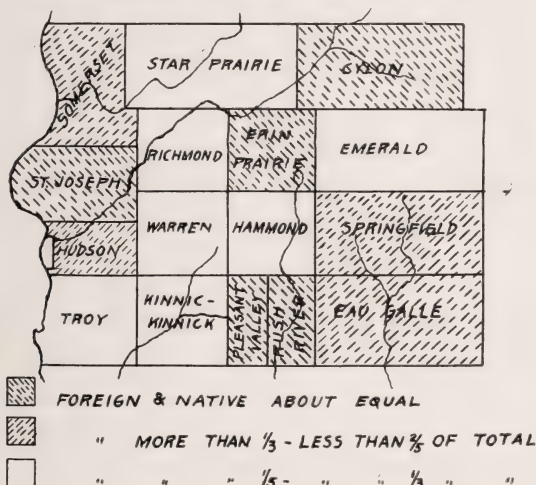 SOMERSET
STAR PRAIRIE
CYLON
RICHMOND
ERIN
PRAIRIE
EMERALD
ST. JOSEPH
WARREN
HAMMOND
SPRINGFIELD
HUDSON
TROY
KINNIC-
KINNICK
PLEASANT
VALLEY
RUSH
RIVER
EAU GALLE
FOREIGN & NATIVE ABOUT EQUAL
" MORE THAN 1/3 - LESS THAN 2/5 OF TOTAL
" " " 1/5 - " " 1/3 " "